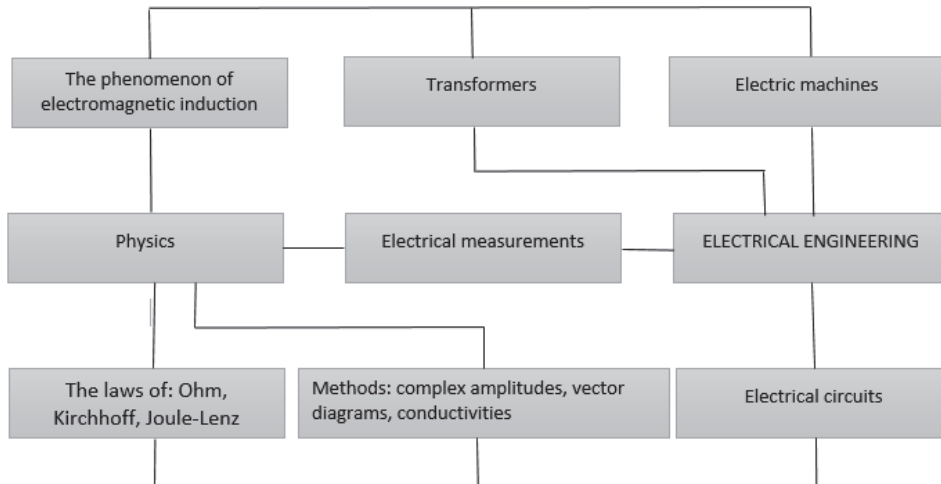 The phenomenon of
electromagnetic induction
Transformers
Electric machines
Physics
Electrical measurements
ELECTRICAL ENGINEERING
The laws of: Ohm,
Kirchhoff, Joule-Lenz
Methods: complex amplitudes, vector
diagrams, conductivities
Electrical circuits